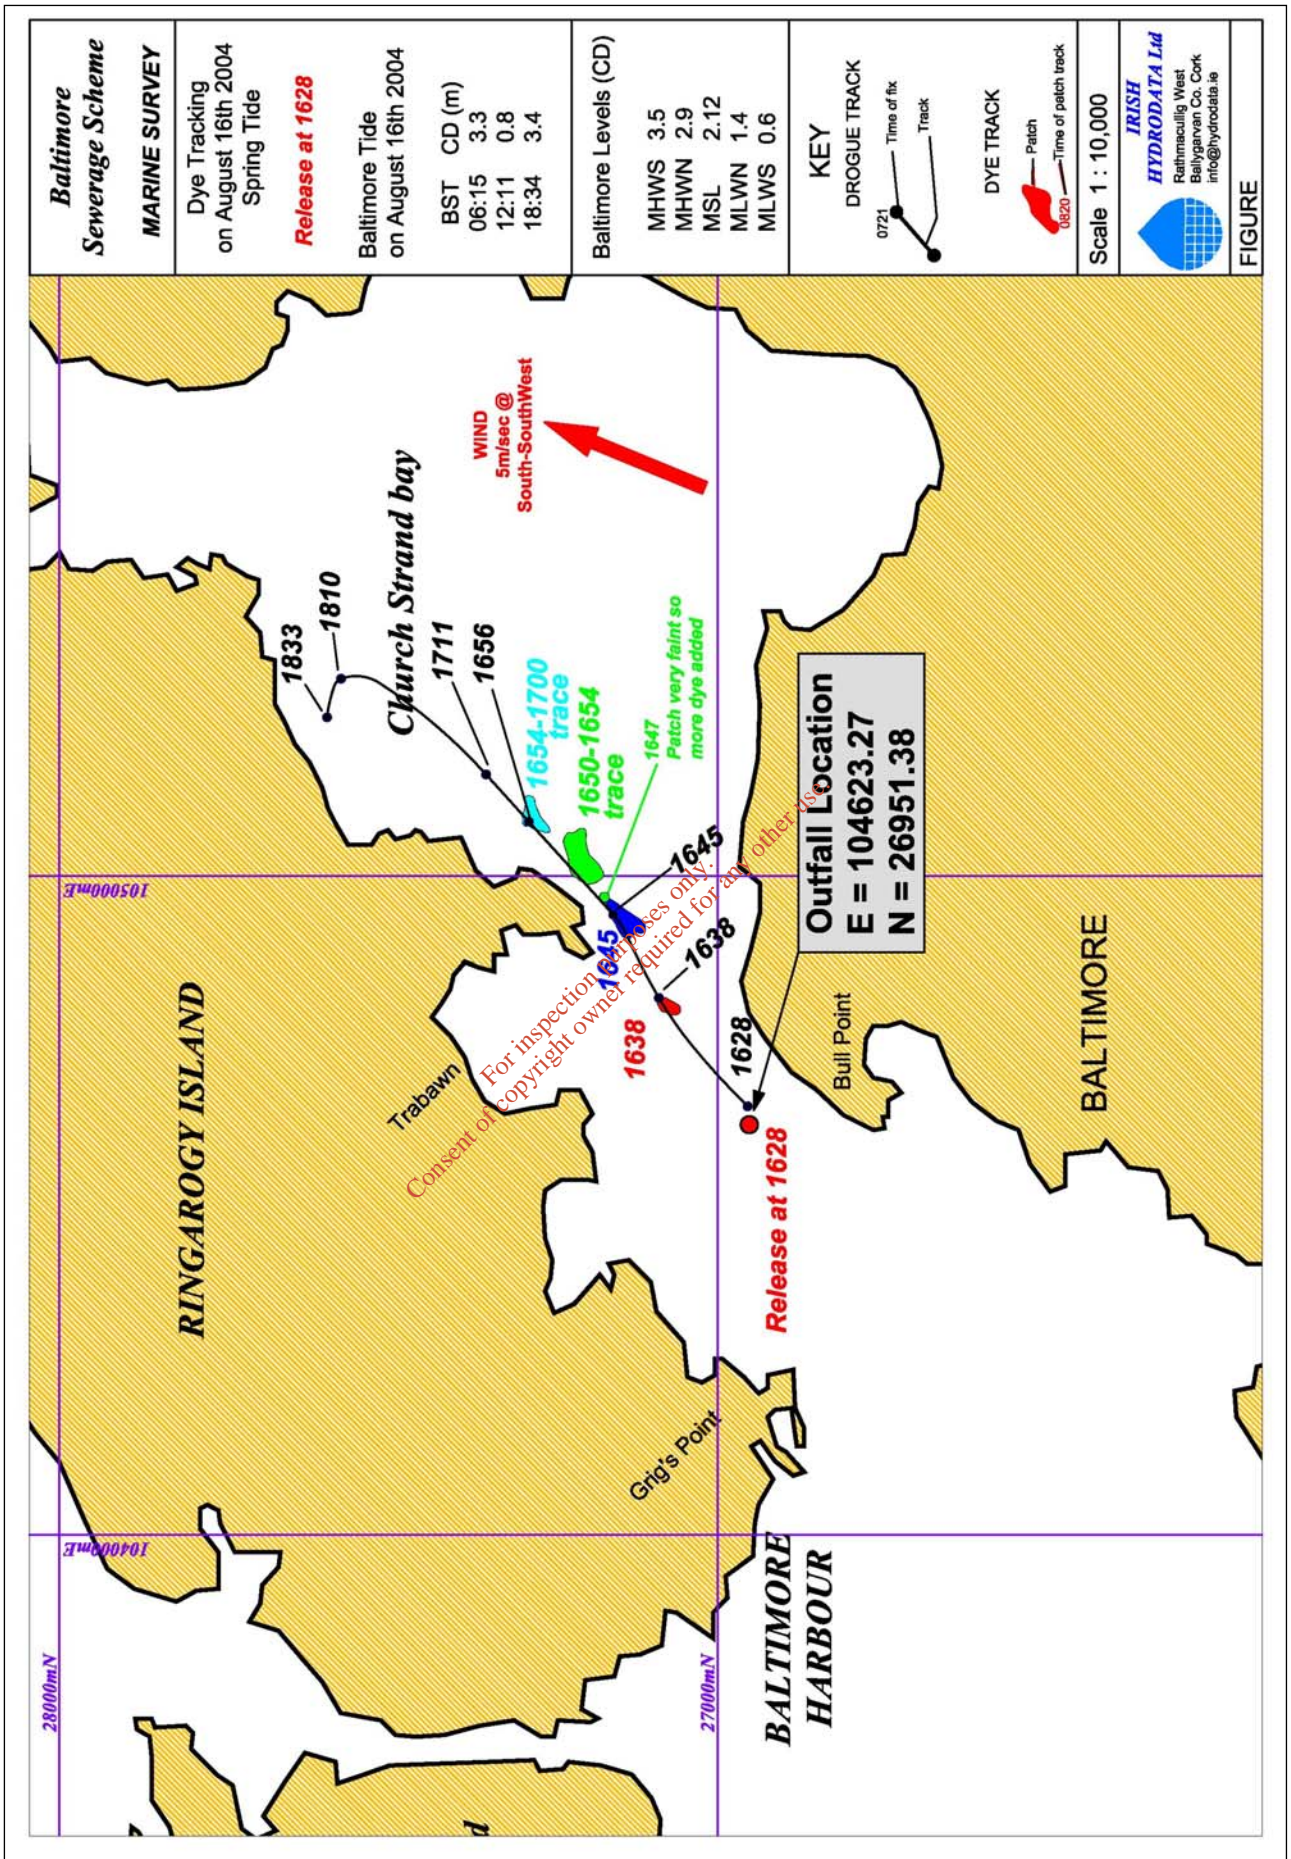 Baltimore
Sewerage Scheme
MARINE SURVEY
Dye Tracking
on August 16th 2004
Spring Tide
Release at 1628
Baltimore Tide
on August 16th 2004
BST CD (m)
06:15 3.3
12:11 0.8
18:34 3.4
Baltimore Levels (CD)
MHWS 3.5
MHWN 2.9
MSL 2.12
MLWN 1.4
MLWS 0.6
KEY
DROGUE TRACK
0721
Time of fix
Track
DYE TRACK
Patch
0820
Time of patch track
Scale 1 : 10,000
IRISH
HYDRODATA Ltd
Rathmacullig West
Ballygarvan Co. Cork
info@hydrodata.ie
FIGURE
28000mN
27000mN
104000mE
105000mE
RINGAROGY ISLAND
Trabawn
Grig's Point
BALTIMORE
HARBOUR
Church Strand bay
1833
1810
1711
1656
WIND
5m/sec @
South-SouthWest
1654-1700
trace
1650-1654
trace
1647
Patch very faint so
more dye added
1645
1645
1638
1638
1628
Release at 1628
Outfall Location
E = 104623.27
N = 26951.38
Bull Point
BALTIMORE
d
For inspection purposes only.
Consent of copyright owner required for any other use.